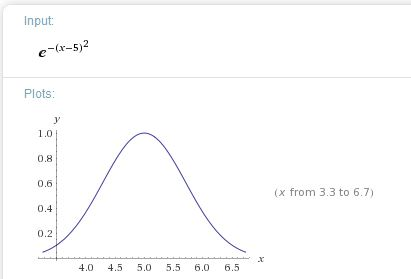 Input:
e^{-(x-5)^2}
Plots:
y
1.0
0.8
0.6
0.4
0.2
4.0 4.5 5.0 5.5 6.0 6.5 x
(x from 3.3 to 6.7)